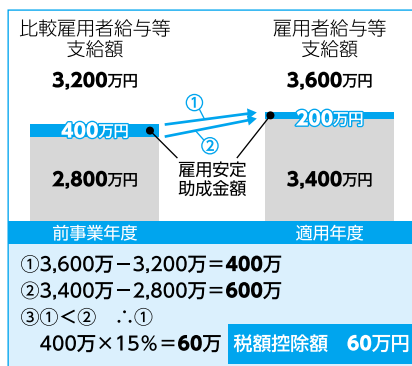 比較雇用者給与等
支給額
3,200万円
雇用者給与等
支給額
3,600万円
①
②
400万円
200万円
雇用安定
助成金額
2,800万円
3,400万円
前事業年度
適用年度
①3,600万−3,200万＝400万
②3,400万−2,800万＝600万
③①＜② ∴①
400万×15%＝60万
税額控除額 60万円